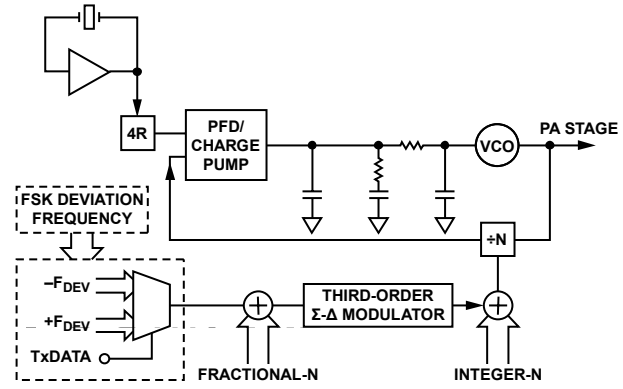 4R
PFD/
CHARGE
PUMP
VCO
PA STAGE
FSK DEVIATION
FREQUENCY
÷N
–FDEV
+FDEV
TxDATA
THIRD-ORDER
Σ-Δ MODULATOR
FRACTIONAL-N
INTEGER-N